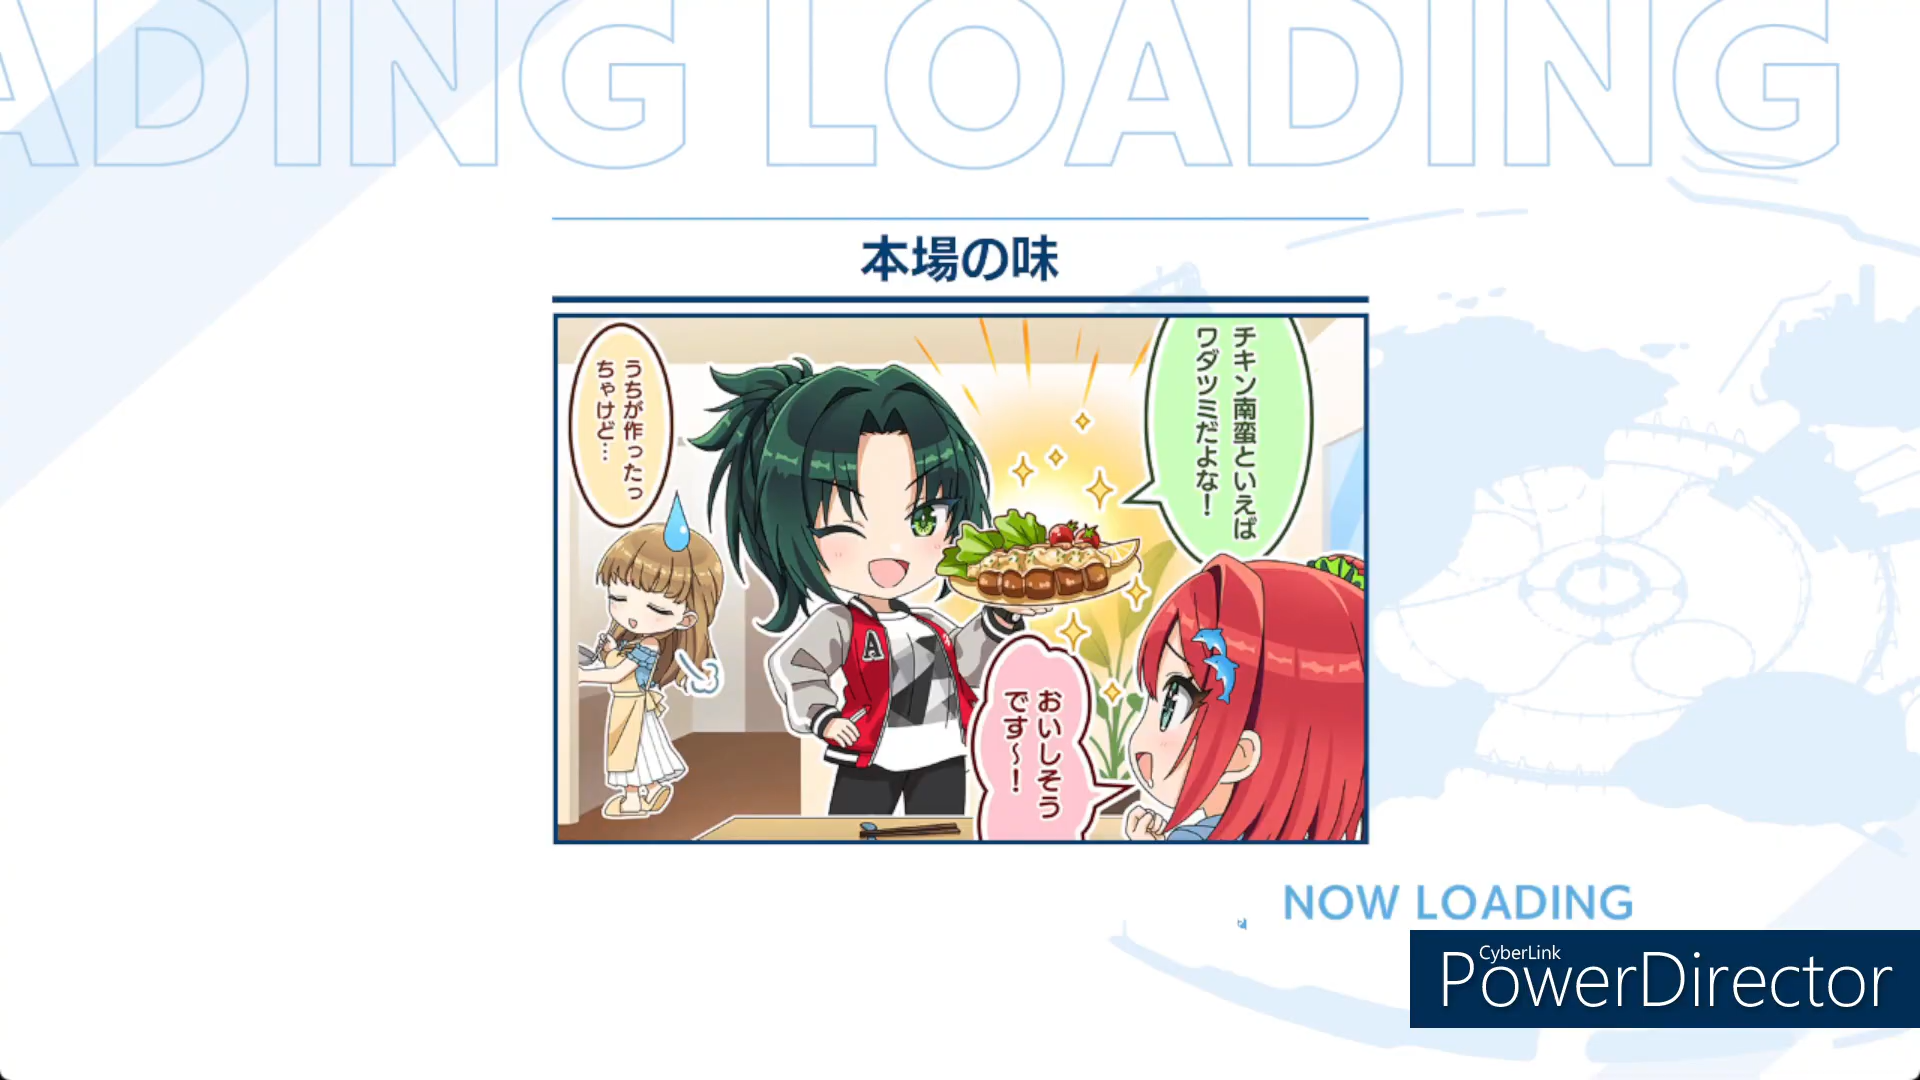 ADING LOADING
本場の味
チキン南蛮といえば
ワダツミだよな！
うちが作ったっ
ちゃけど…
A
おいしそう
です～！
NOW LOADING
CyberLink
PowerDirector